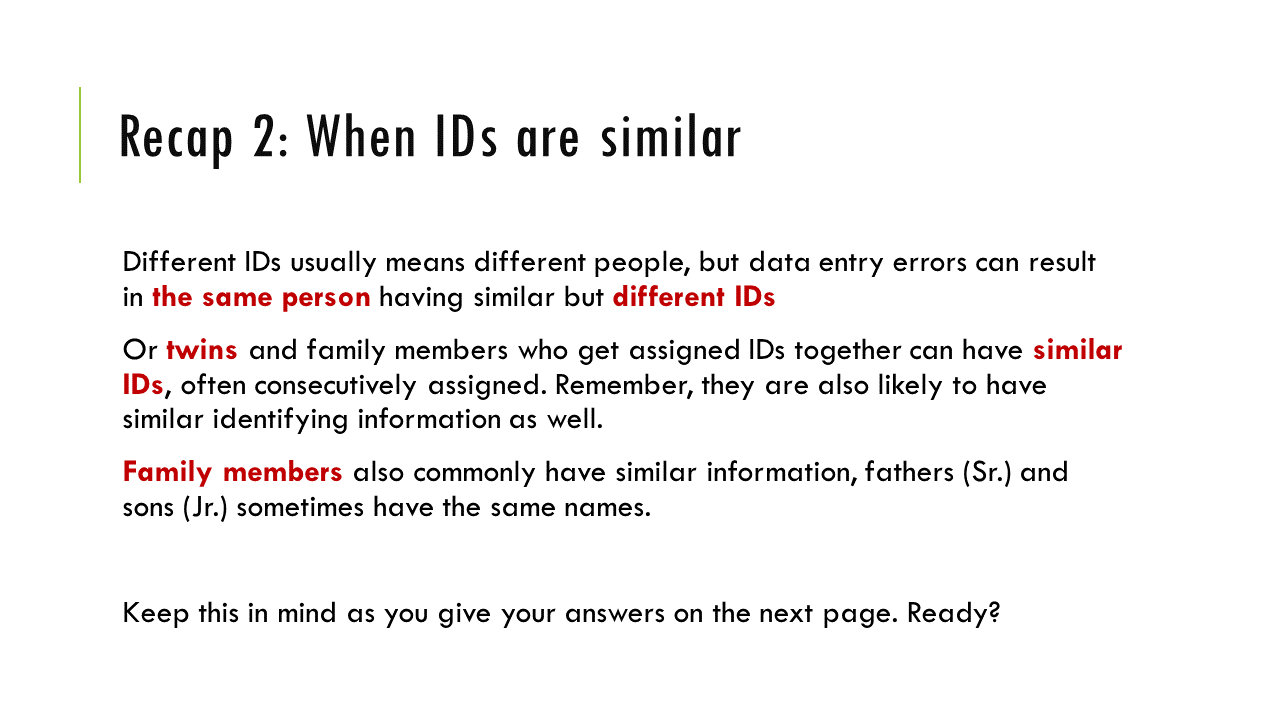 Recap 2: When IDs are similar
Different IDs usually means different people, but data entry errors can result
in the same person having similar but different IDs
Or twins and family members who get assigned IDs together can have similar
IDs, often consecutively assigned. Remember, they are also likely to have
similar identifying information as well.
Family members also commonly have similar information, fathers (Sr.) and
sons (Jr.) sometimes have the same names.
Keep this in mind as you give your answers on the next page. Ready?